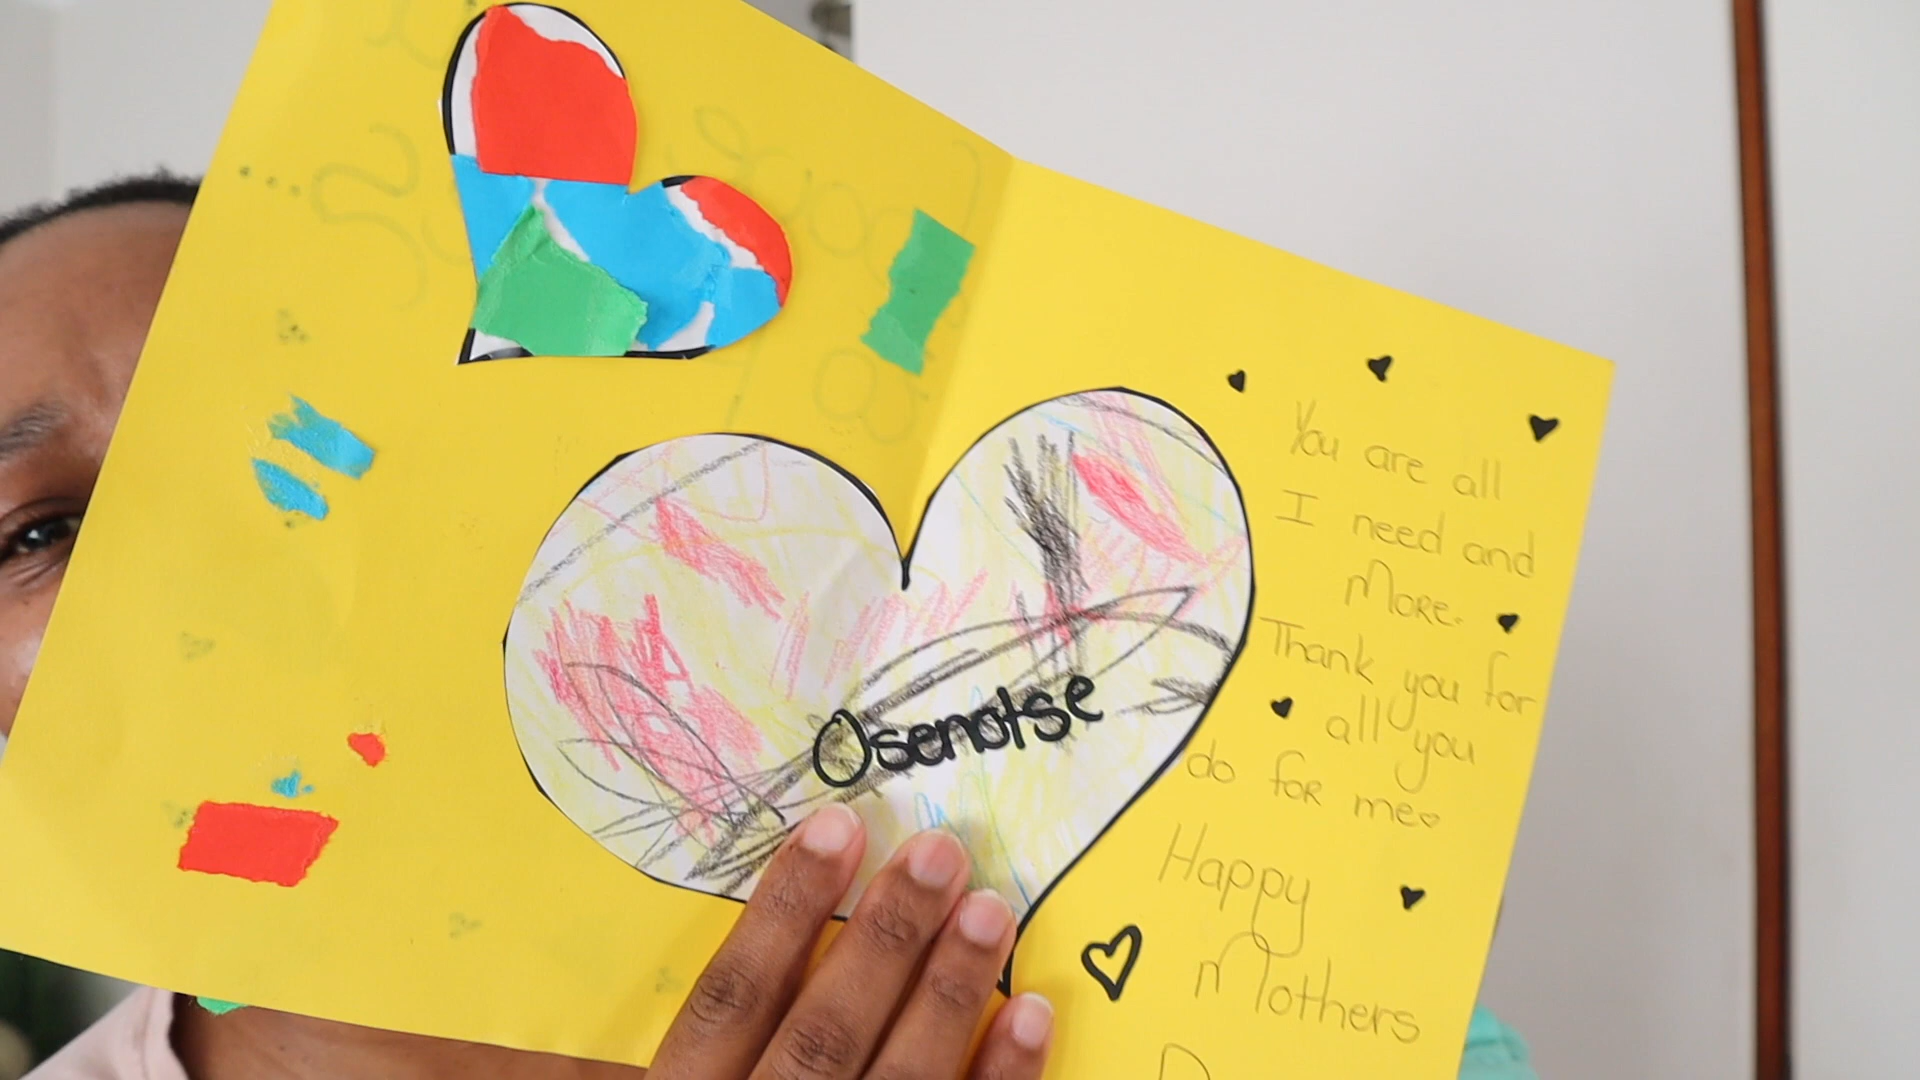 Osenotse
You are all
I need and
More.
Thank you for
all you
do for me
Happy
Mothers